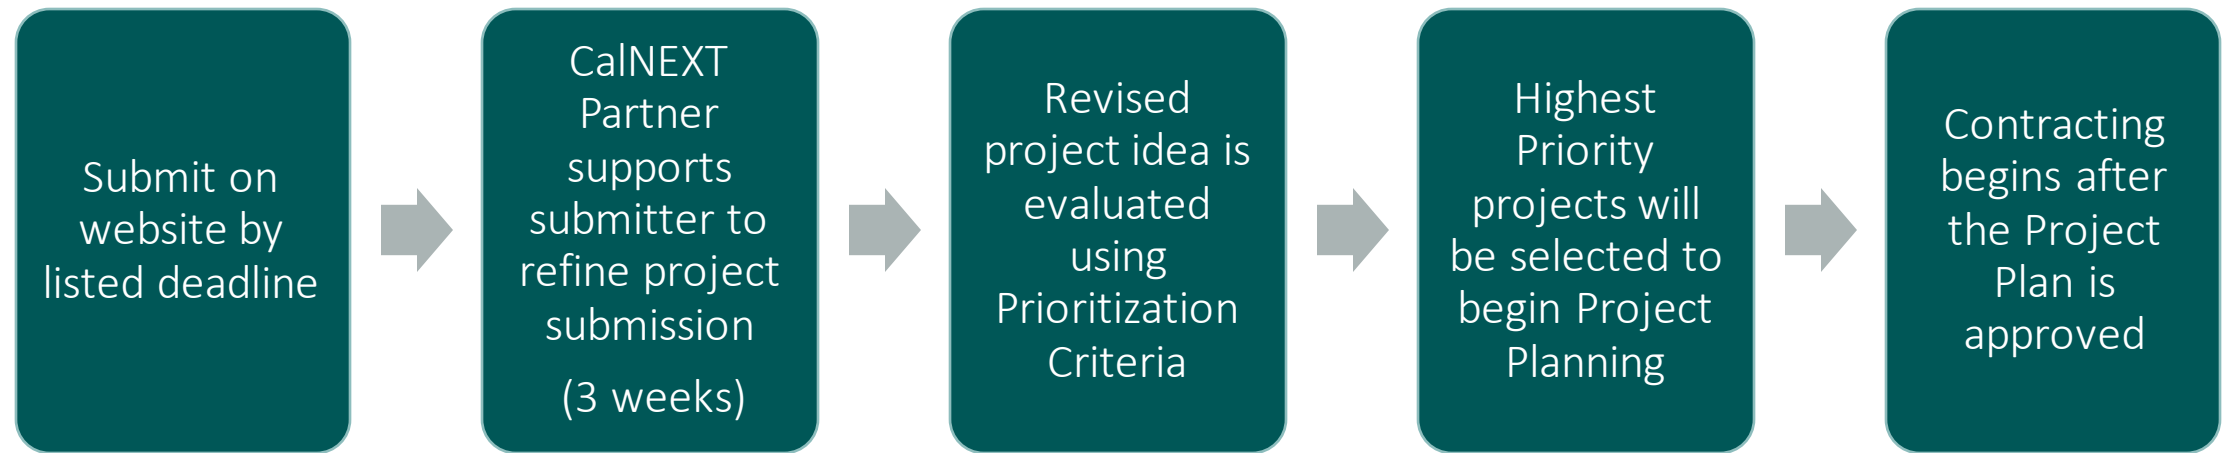 Submit on
website by
listed deadline
CalNEXT
Partner
supports
submitter to
refine project
submission
(3 weeks)
Revised
project idea is
evaluated
using
Prioritization
Criteria
Highest
Priority
projects will
be selected to
begin Project
Planning
Contracting
begins after
the Project
Plan is
approved